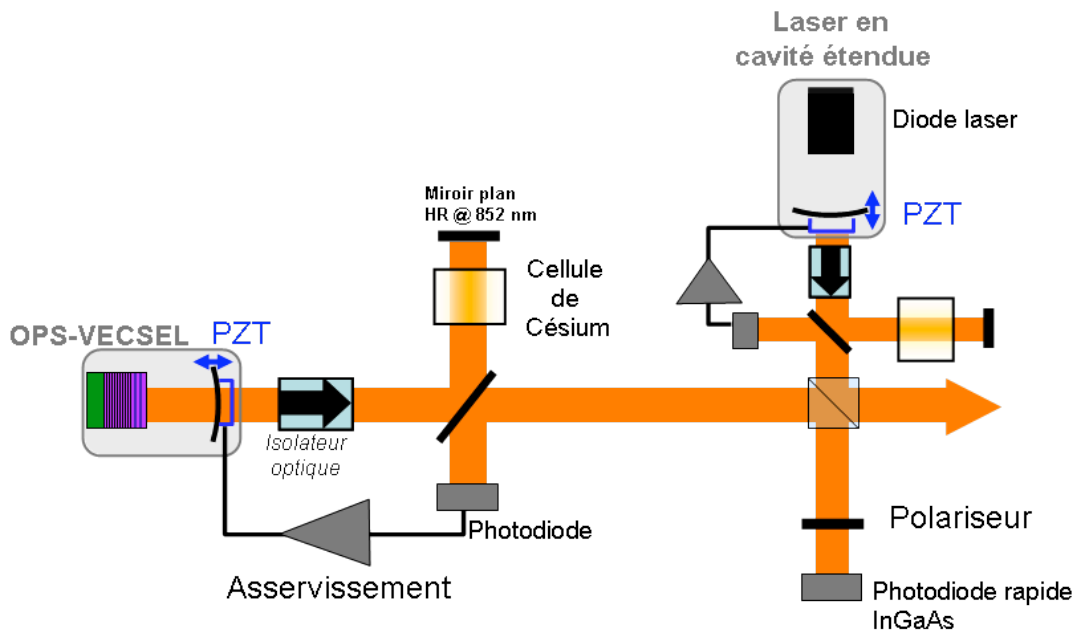 Laser en
cavité étendue
Diode laser
PZT
Miroir plan
HR @ 852 nm
Cellule
de
Césium
OPS-VECSEL
PZT
Isolateur
optique
Photodiode
Asservissement
Polariseur
Photodiode rapide
InGaAs